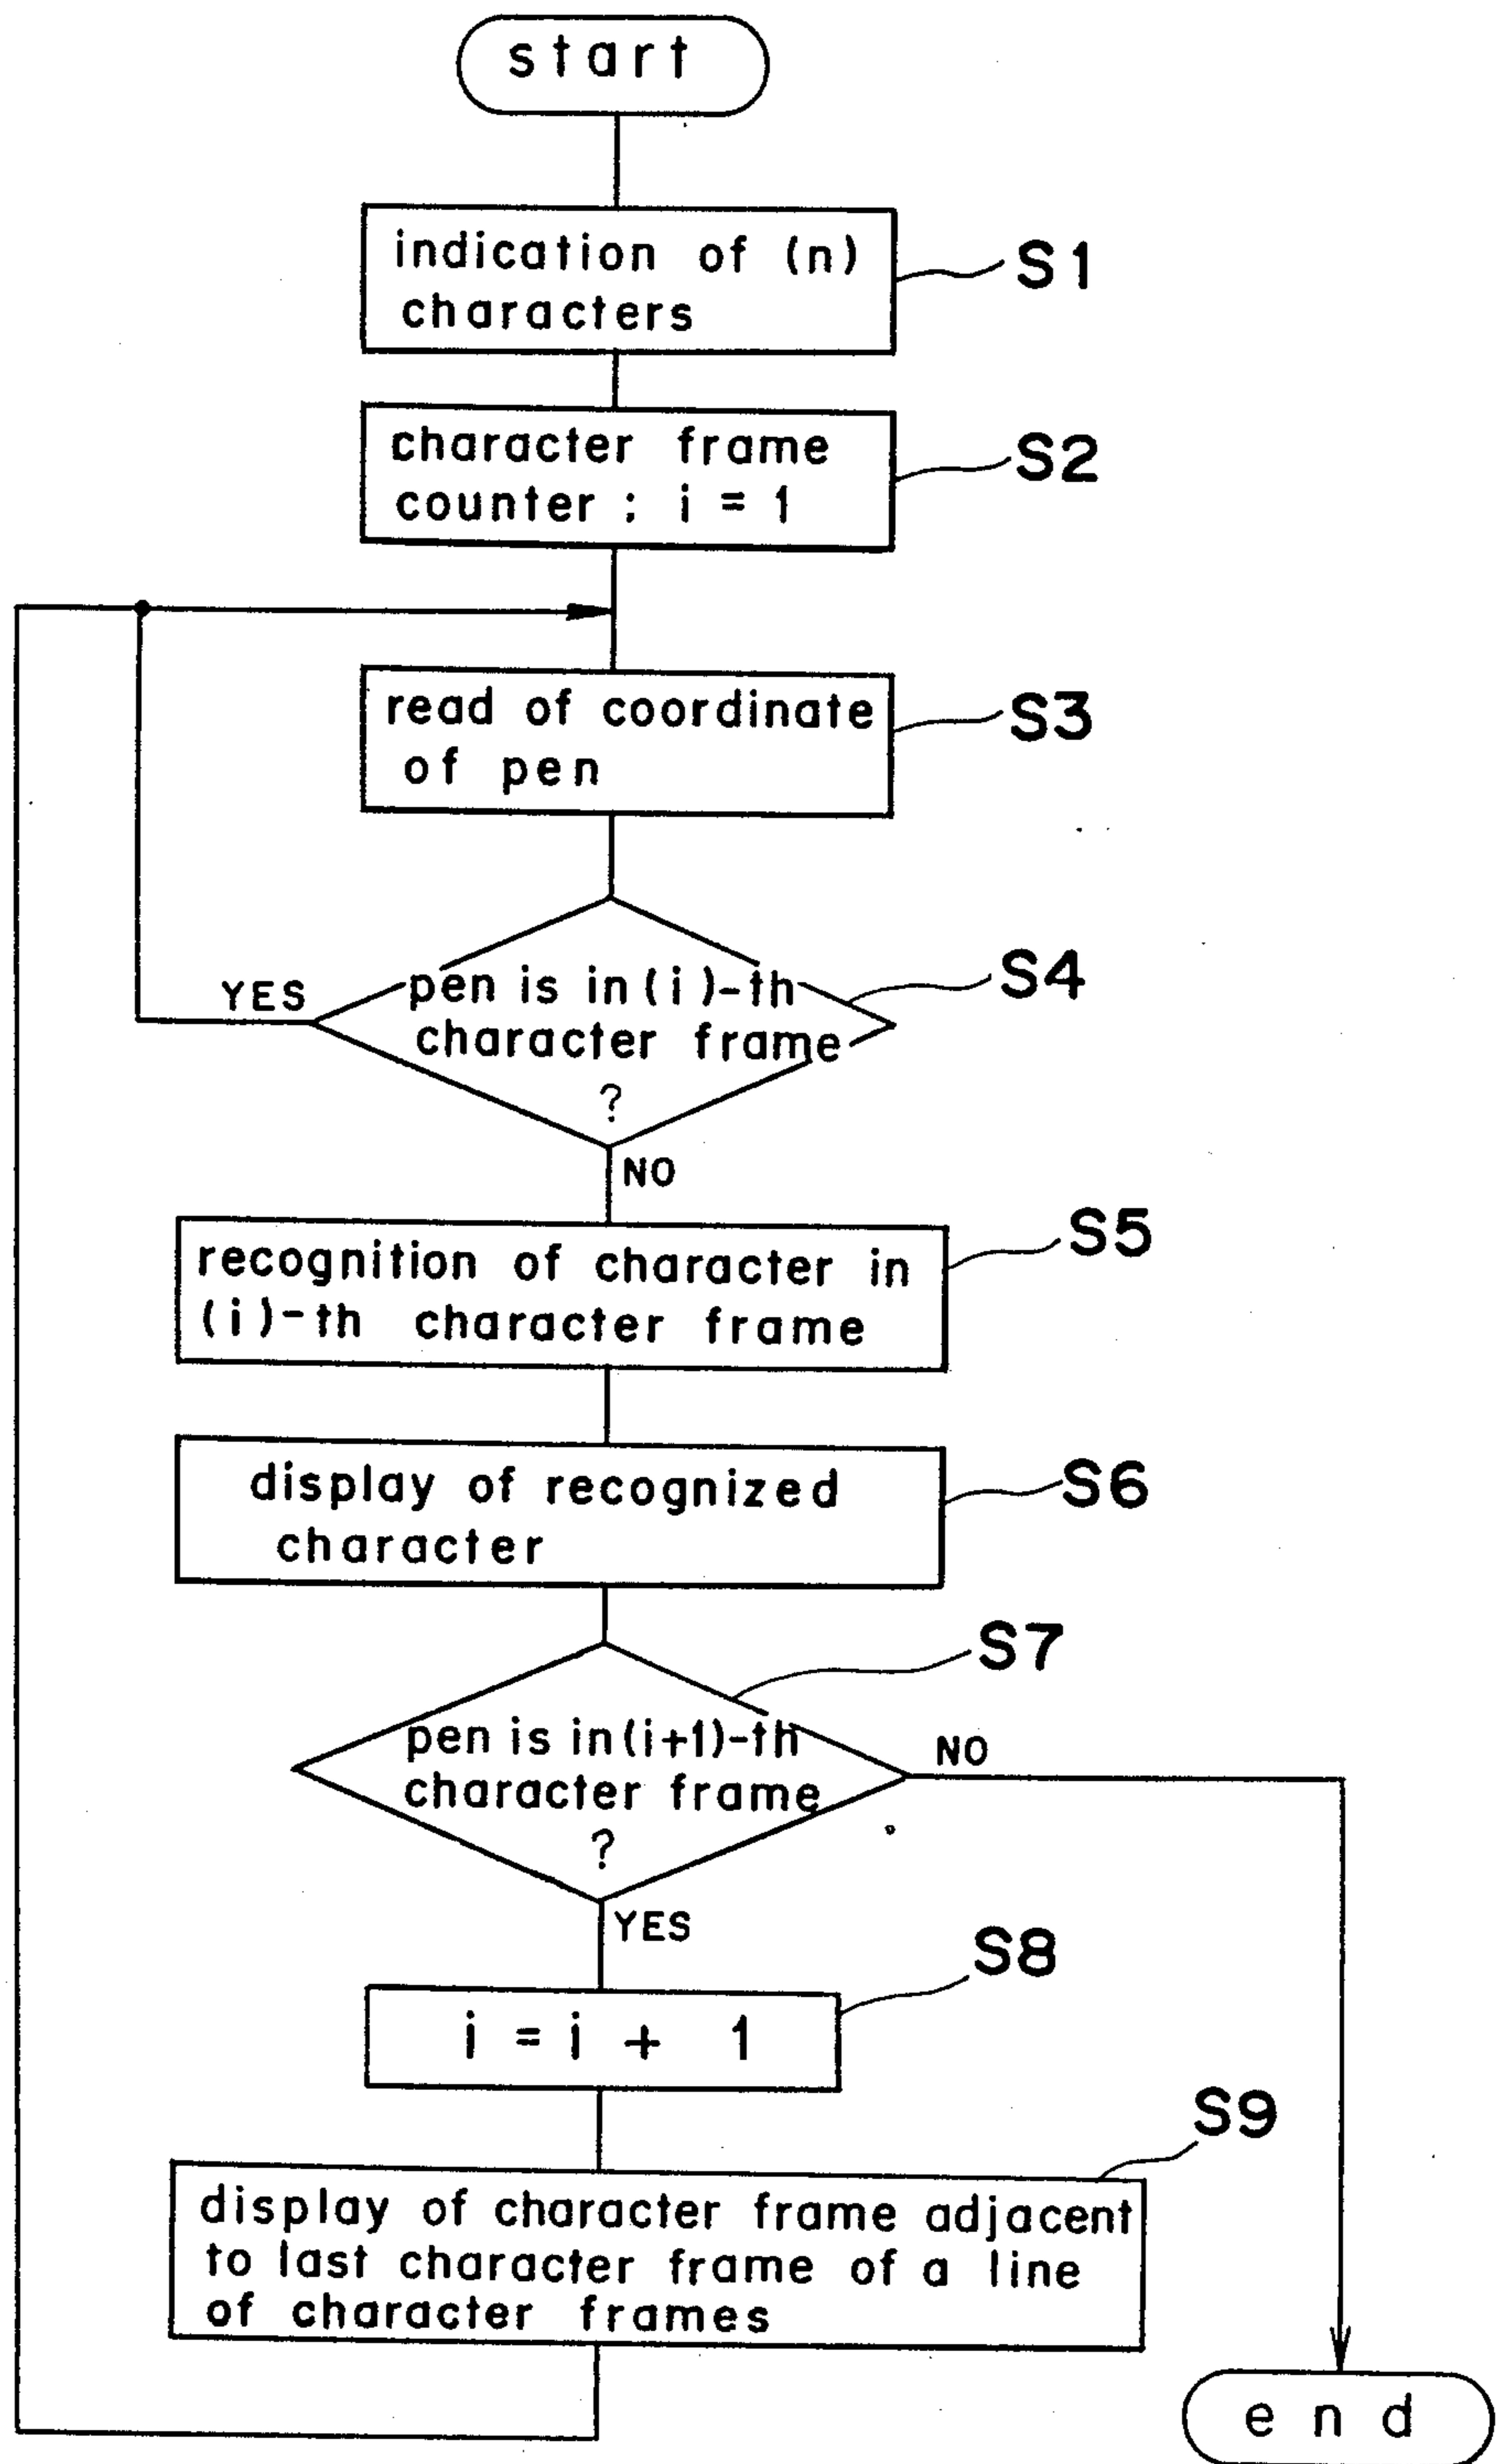 start
indication of (n)
characters
S1
character frame
counter : i = 1
S2
read of coordinate
of pen
S3
pen is in (i)-th
character frame
?
S4
YES
NO
recognition of character in
(i)-th character frame
S5
display of recognized
character
S6
pen is in (i+1)-th
character frame
?
S7
NO
YES
i = i + 1
S8
display of character frame adjacent
to last character frame of a line
of character frames
S9
end